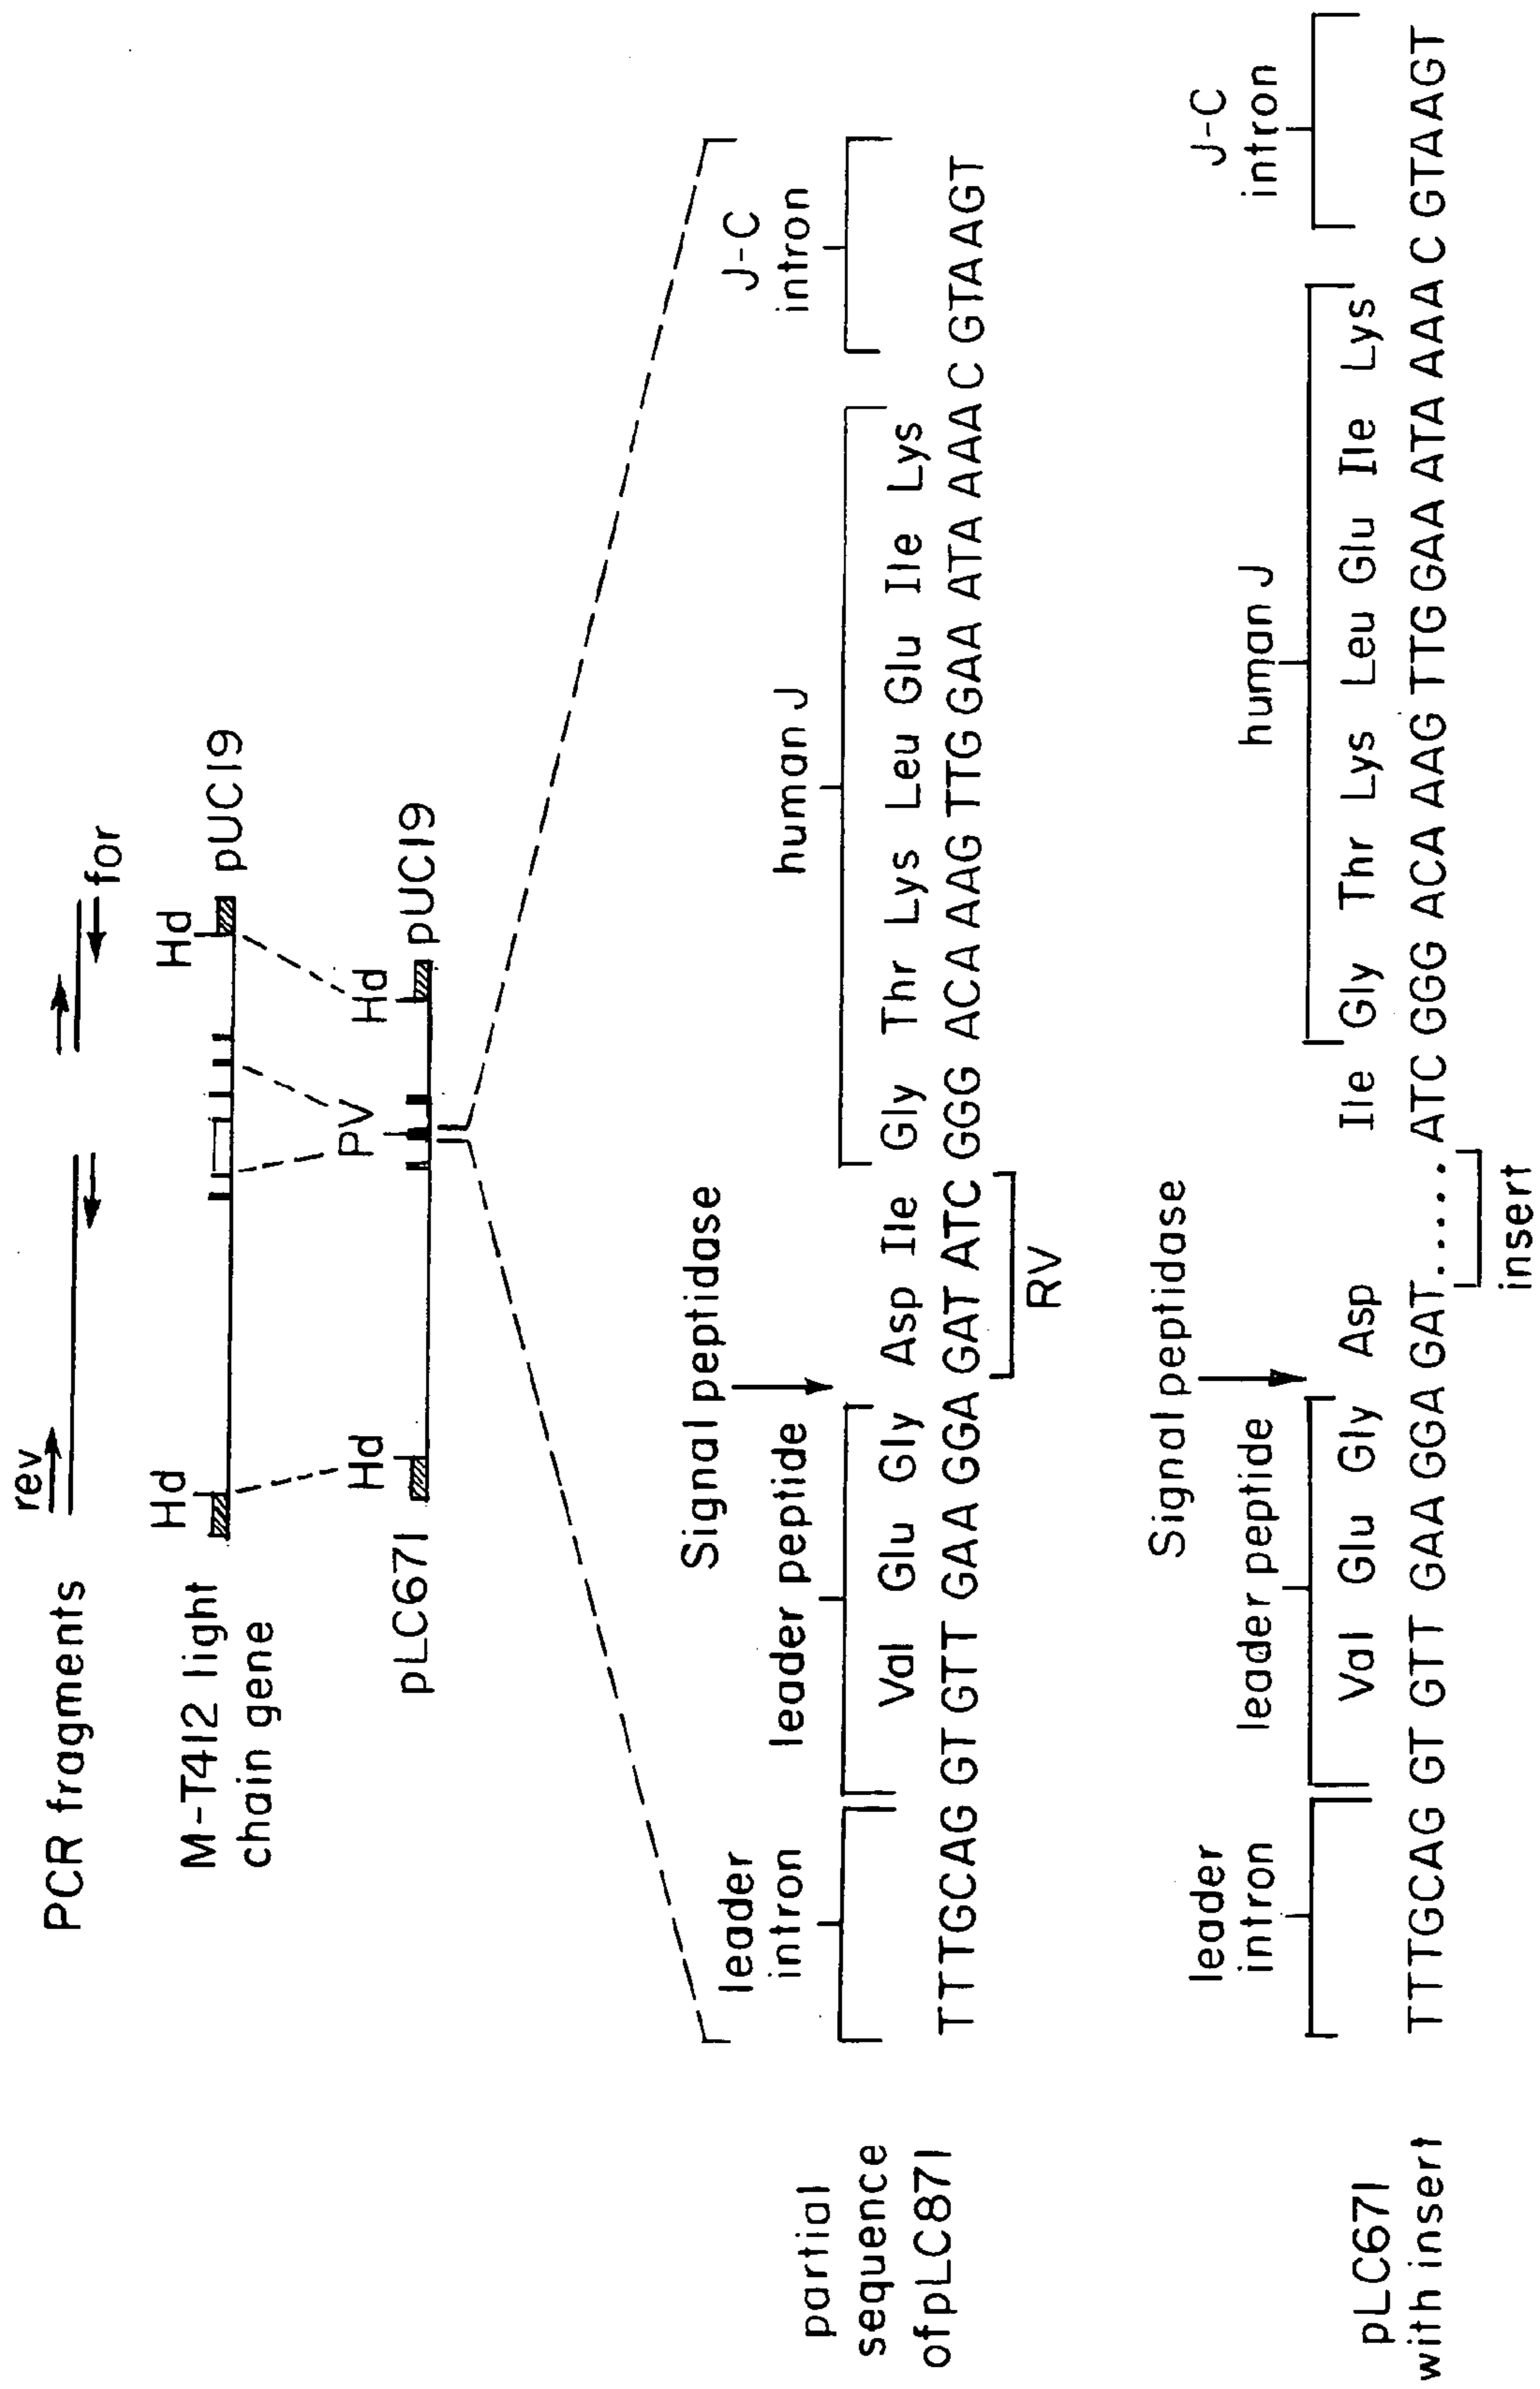 PCR fragments
rev
for
M-T412 light
chain gene
Hd
Hd
pUC19
PV
pLC671
Hd
Hd
pUC19
Signal peptidase
leader
intron
leader peptide
human J
J-C
intron
Val Glu Gly Asp Ile Gly Thr Lys Leu Glu Ile Lys
partial
sequence
of pLC871
TTTGCAG GT GTT GAA GGA GAT ATC GGG ACA AAG TTG GAA ATA AAA C GTAAGT
RV
Signal peptidase
leader
intron
leader peptide
human J
J-C
intron
Val Glu Gly Asp Ile Gly Thr Lys Leu Glu Ile Lys
pLC671
with insert
TTTGCAG GT GTT GAA GGA GAT...... ATC GGG ACA AAG TTG GAA ATA AAA C GTAAGT
insert